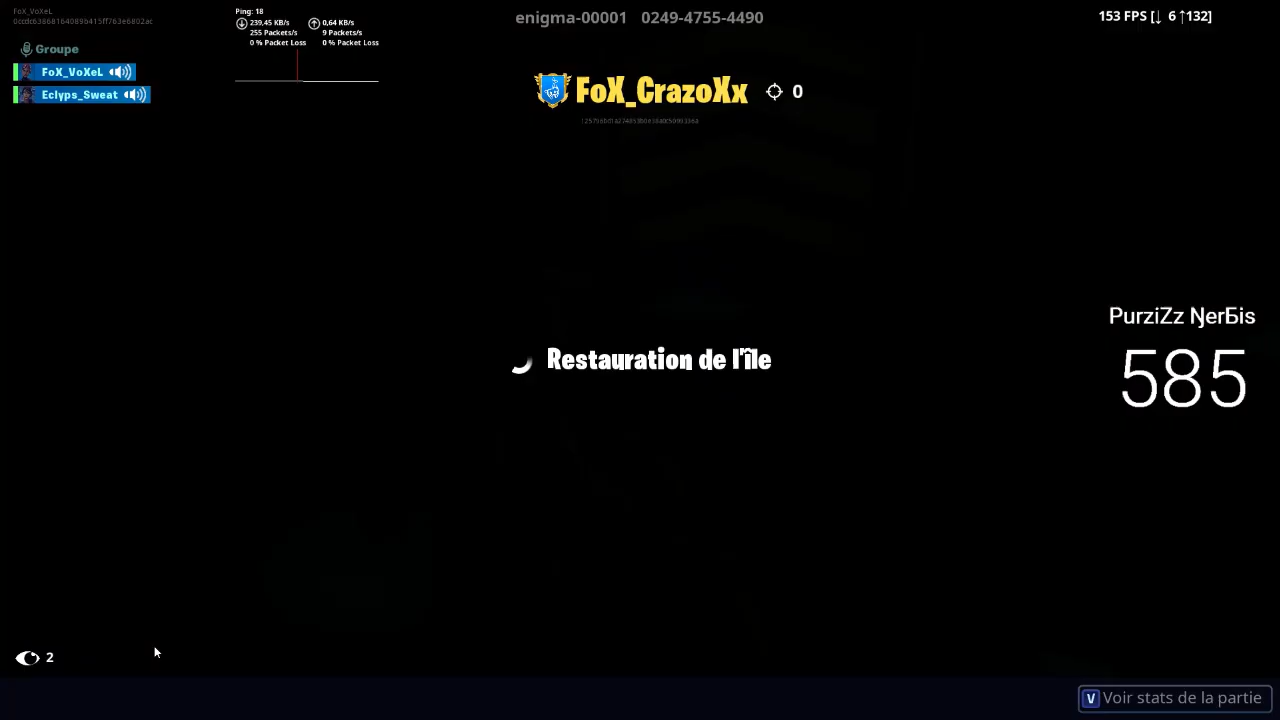 FoX_VoXeL
Ping: 18
239,45 KB/s
0,64 KB/s
255 Packets/s
9 Packets/s
0 % Packet Loss
0 % Packet Loss
enigma-00001 0249-4755-4490
153 FPS [↓ 6 ↑132]
Groupe
FoX_VoXeL
Eclyps_Sweat
FoX_CrazoXx 0
PurziZz ŊerƂis
585
Restauration de l'île
2
V Voir stats de la partie